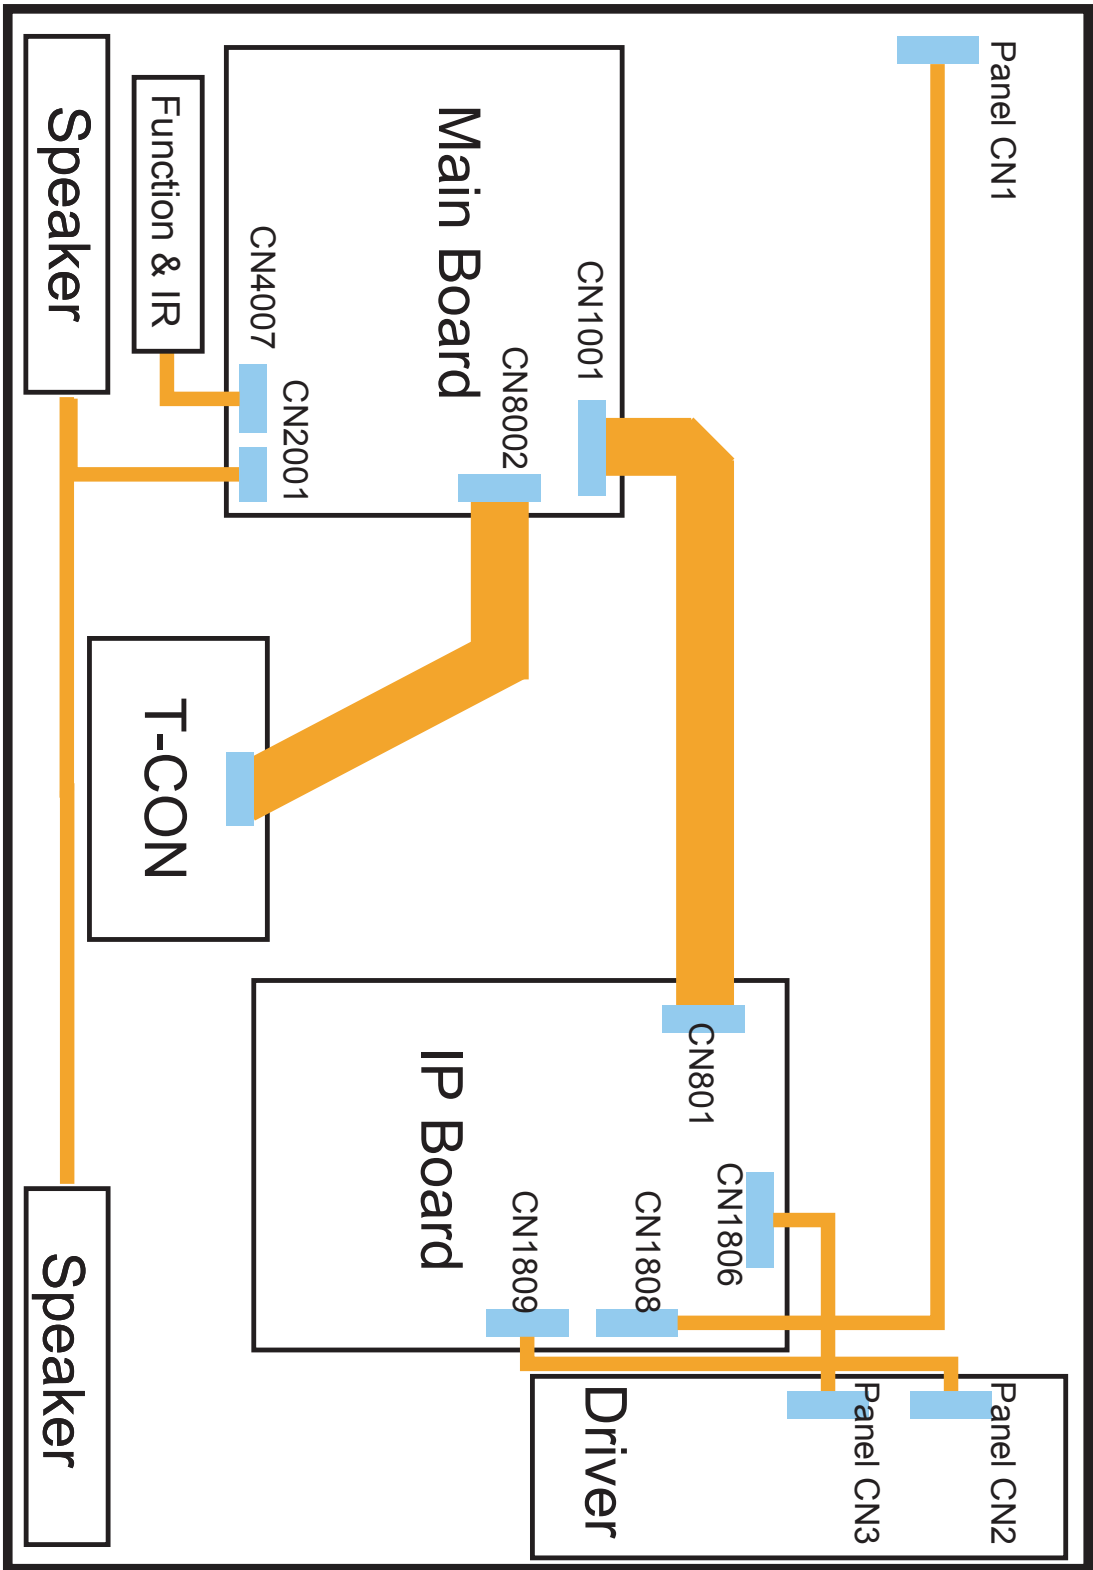 Panel CN1
Main Board
CN1001
CN8002
CN4007
CN2001
Function & IR
Speaker
T-CON
IP Board
CN801
CN1806
CN1808
CN1809
Panel CN2
Panel CN3
Driver
Speaker